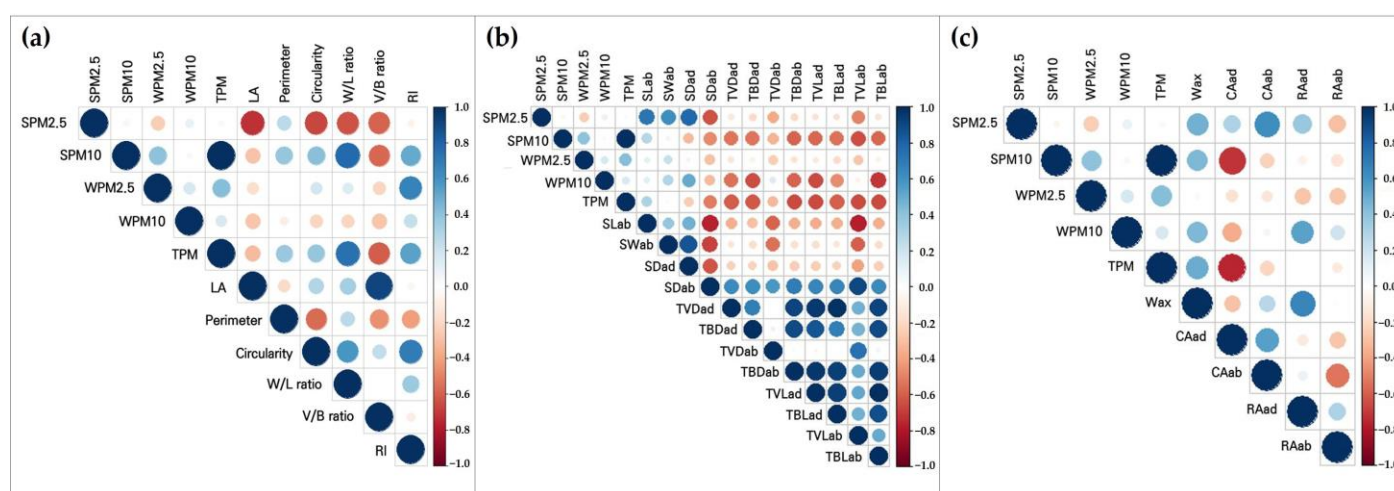 (a)
SPM2.5
SPM10
WPM2.5
WPM10
TPM
LA
Perimeter
Circularity
W/L ratio
V/B ratio
RI
SPM2.5
SPM10
WPM2.5
WPM10
TPM
LA
Perimeter
Circularity
W/L ratio
V/B ratio
RI
1.0
0.8
0.6
0.4
0.2
0.0
−0.2
−0.4
−0.6
−0.8
−1.0
(b)
SPM2.5
SPM10
WPM2.5
WPM10
TPM
SLab
SWab
SDad
SDab
TVDad
TBDad
TVDab
TBDab
TVLad
TBLad
TVLab
TBLab
SPM2.5
SPM10
WPM2.5
WPM10
TPM
SLab
SWab
SDad
SDab
TVDad
TBDad
TVDab
TBDab
TVLad
TBLad
TVLab
TBLab
1.0
0.8
0.6
0.4
0.2
0.0
−0.2
−0.4
−0.6
−0.8
−1.0
(c)
SPM2.5
SPM10
WPM2.5
WPM10
TPM
Wax
CAad
CAab
RAad
RAab
SPM2.5
SPM10
WPM2.5
WPM10
TPM
Wax
CAad
CAab
RAad
RAab